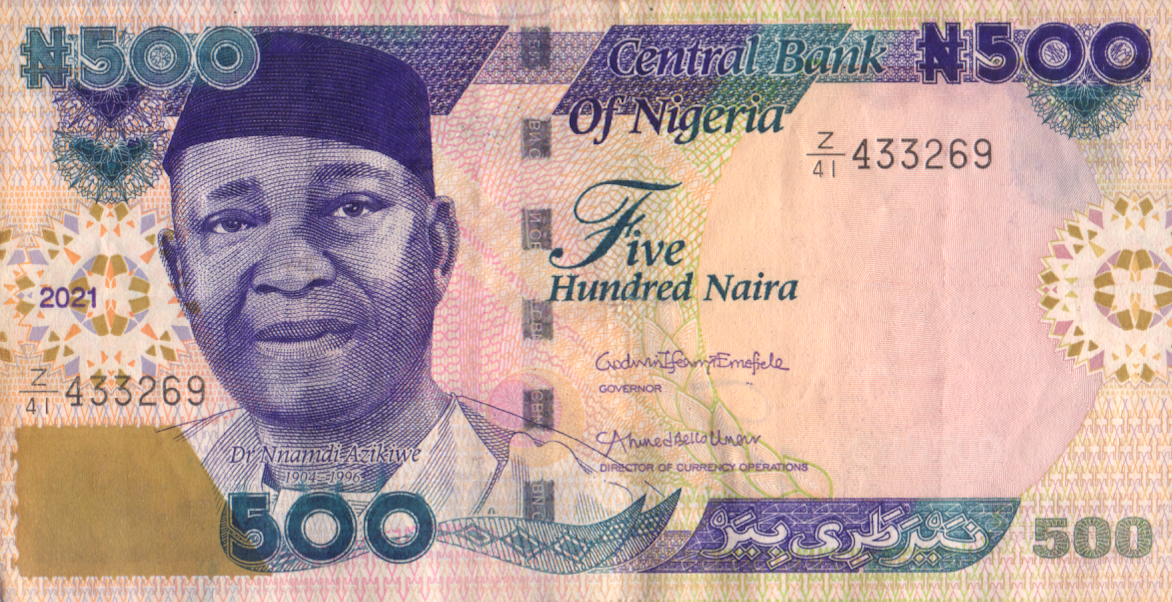 ₦500
Central Bank
Of Nigeria
₦500
Z/41 433269
Five
Hundred Naira
2021
Godwin Ifeanyi Emefiele
GOVERNOR
Z/41 433269
Ahmed Bello Umar
DIRECTOR OF CURRENCY OPERATIONS
Dr Nnamdi Azikiwe
1904–1996
500
نَيْرَ طَرِی بِيَرْ
500